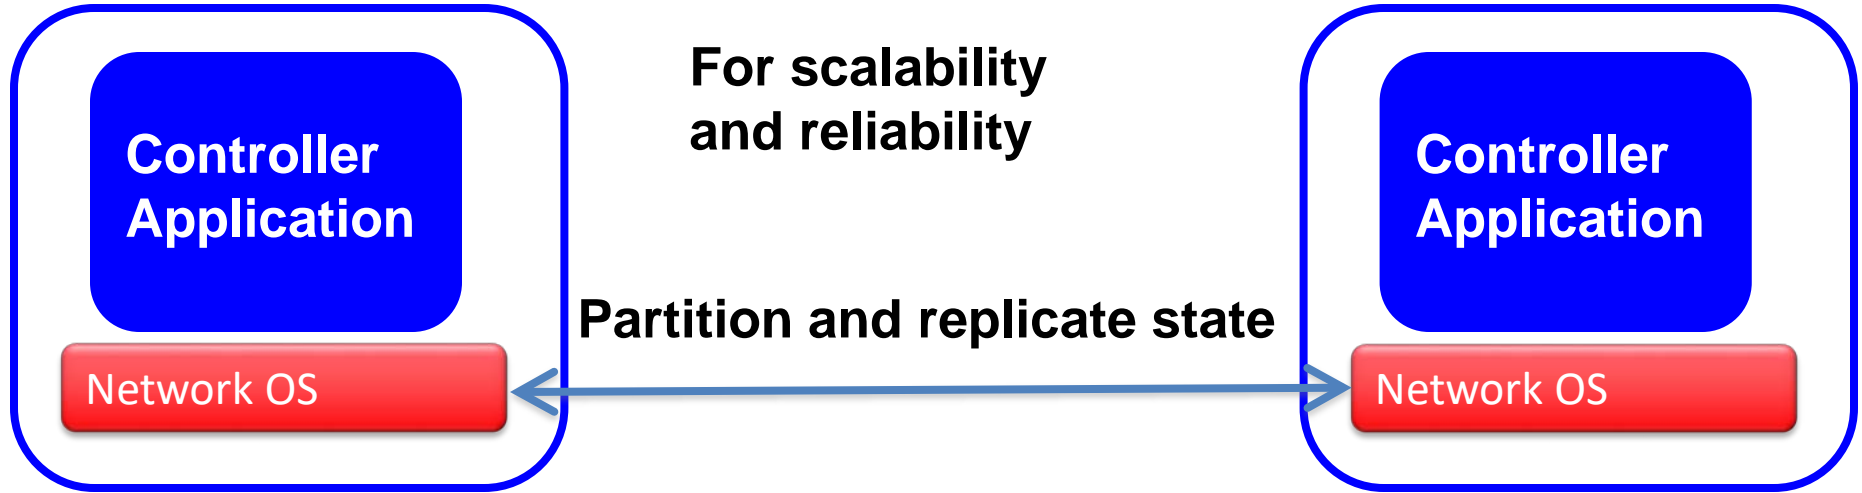 For scalability
and reliability
Controller
Application
Controller
Application
Partition and replicate state
Network OS
Network OS